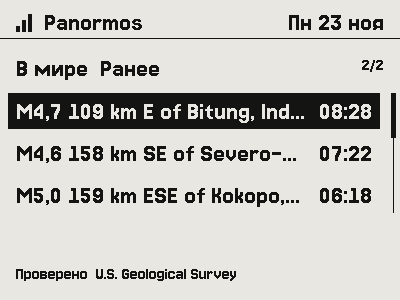 Panormos Пн 23 ноя
В мире Ранее 2/2
M4,7 109 km E of Bitung, Ind... 08:28
M4,6 158 km SE of Severo-... 07:22
M5,0 159 km ESE of Kokopo,... 06:18
Проверено U.S. Geological Survey